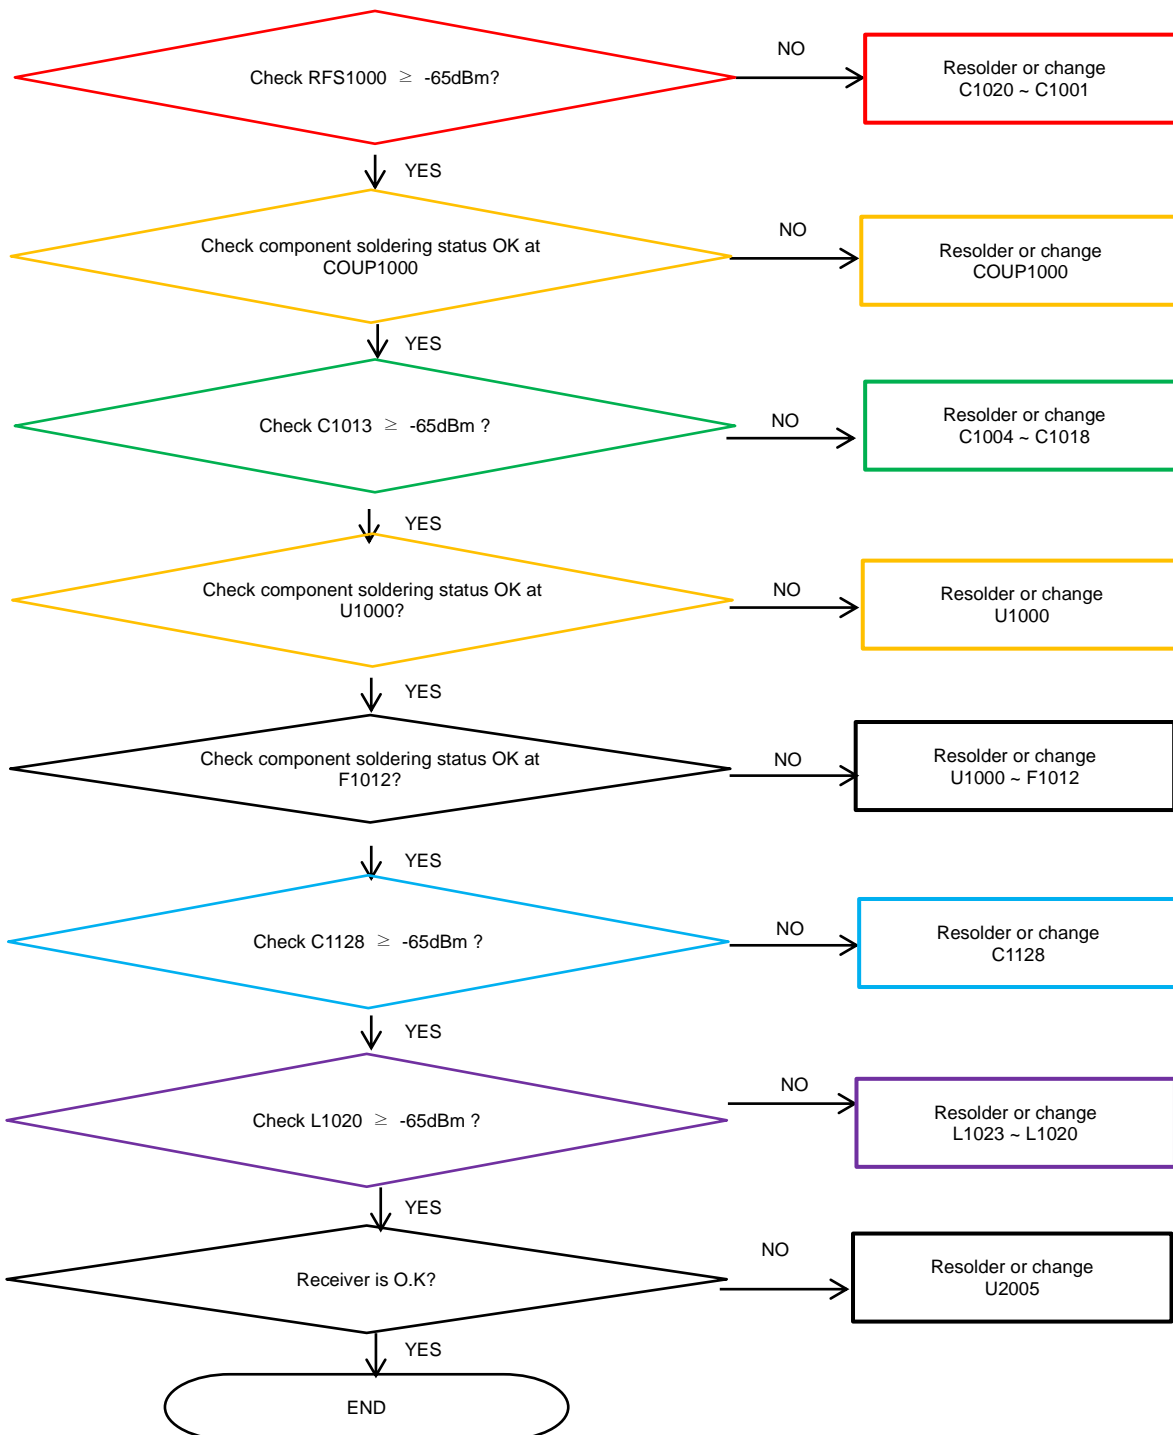 Check RFS1000 ≥ -65dBm?
NO
Resolder or change
C1020 ~ C1001
YES
Check component soldering status OK at
COUP1000
NO
Resolder or change
COUP1000
YES
Check C1013 ≥ -65dBm ?
NO
Resolder or change
C1004 ~ C1018
YES
Check component soldering status OK at
U1000?
NO
Resolder or change
U1000
YES
Check component soldering status OK at
F1012?
NO
Resolder or change
U1000 ~ F1012
YES
Check C1128 ≥ -65dBm ?
NO
Resolder or change
C1128
YES
Check L1020 ≥ -65dBm ?
NO
Resolder or change
L1023 ~ L1020
YES
Receiver is O.K?
NO
Resolder or change
U2005
YES
END